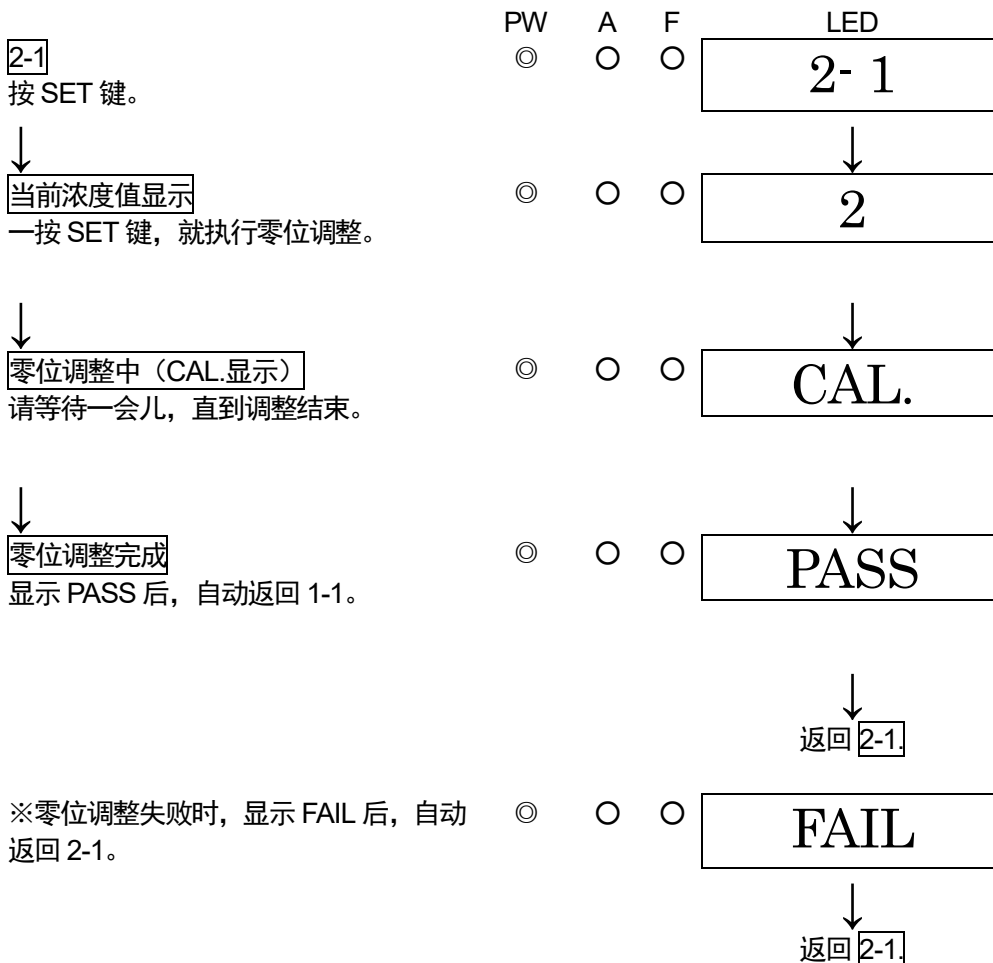 PW A F LED
2-1 ◎ ○ ○ 2- 1
按 SET 键。
↓ ↓
当前浓度值显示 ◎ ○ ○ 2
一按 SET 键，就执行零位调整。
↓ ↓
零位调整中（CAL.显示） ◎ ○ ○ CAL.
请等待一会儿，直到调整结束。
↓ ↓
零位调整完成 ◎ ○ ○ PASS
显示 PASS 后，自动返回 1-1。
↓
返回 2-1.
※零位调整失败时，显示 FAIL 后，自动 ◎ ○ ○ FAIL
返回 2-1。
↓
返回 2-1.